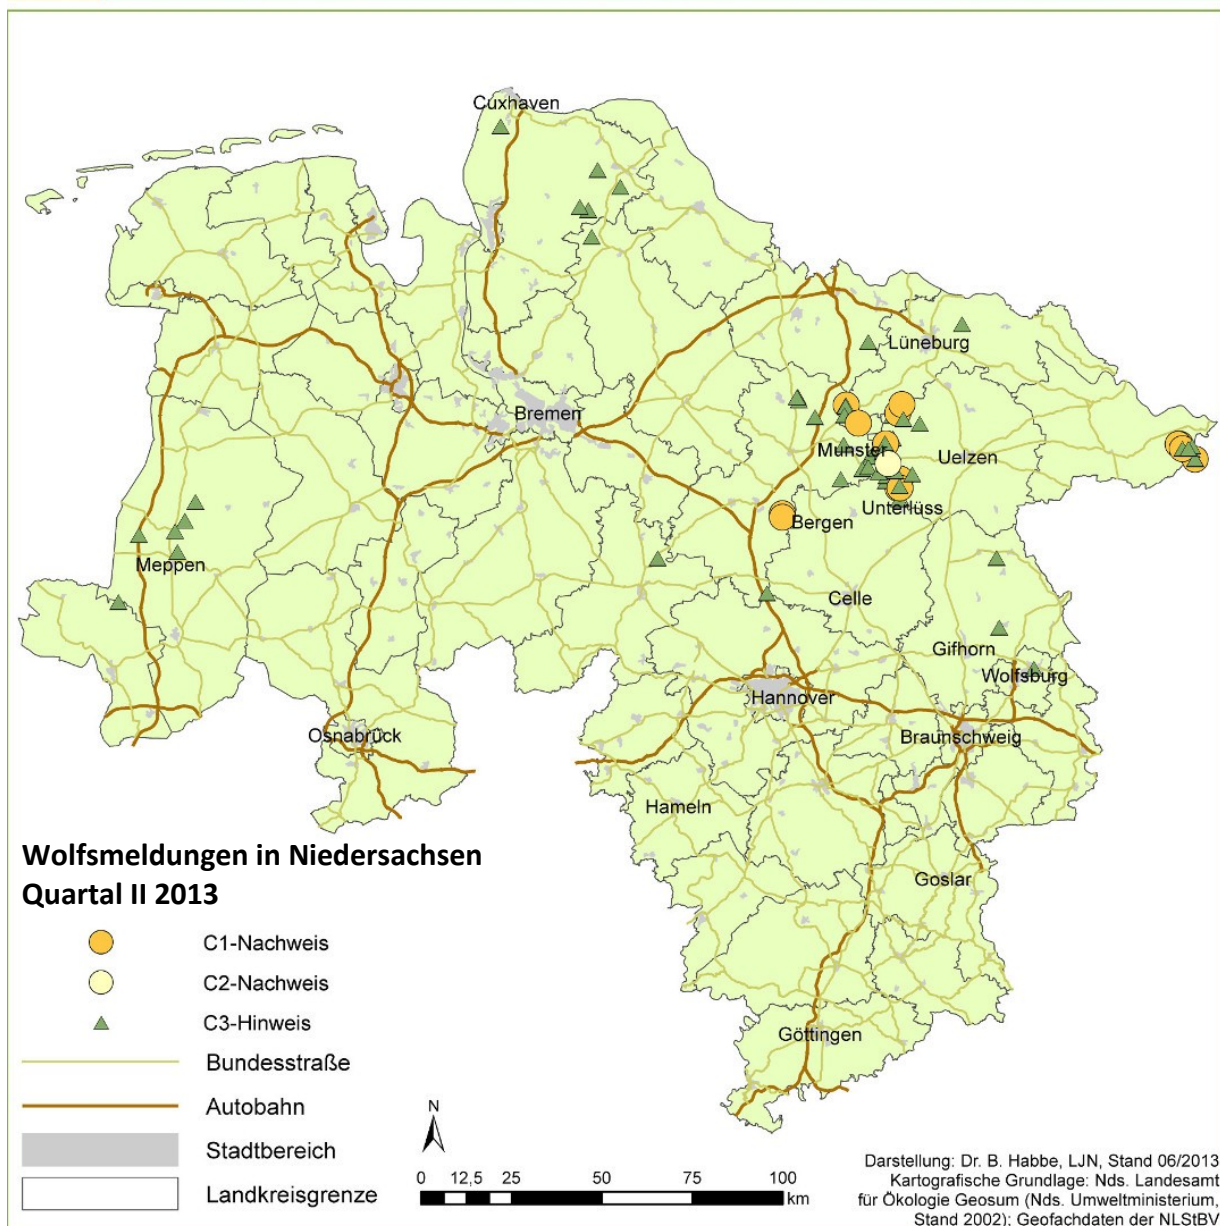 Cuxhaven
Lüneburg
Bremen
Munster
Uelzen
Unterlüss
Bergen
Meppen
Celle
Gifhorn
Wolfsburg
Hannover
Osnabrück
Braunschweig
Hameln
Goslar
Göttingen
Wolfsmeldungen in Niedersachsen
Quartal II 2013
C1-Nachweis
C2-Nachweis
C3-Hinweis
Bundesstraße
Autobahn
Stadtbereich
Landkreisgrenze
N
0 12,5 25 50 75 100
km
Darstellung: Dr. B. Habbe, LJN, Stand 06/2013
Kartografische Grundlage: Nds. Landesamt
für Ökologie Geosum (Nds. Umweltministerium,
Stand 2002); Geofachdaten der NLStBV